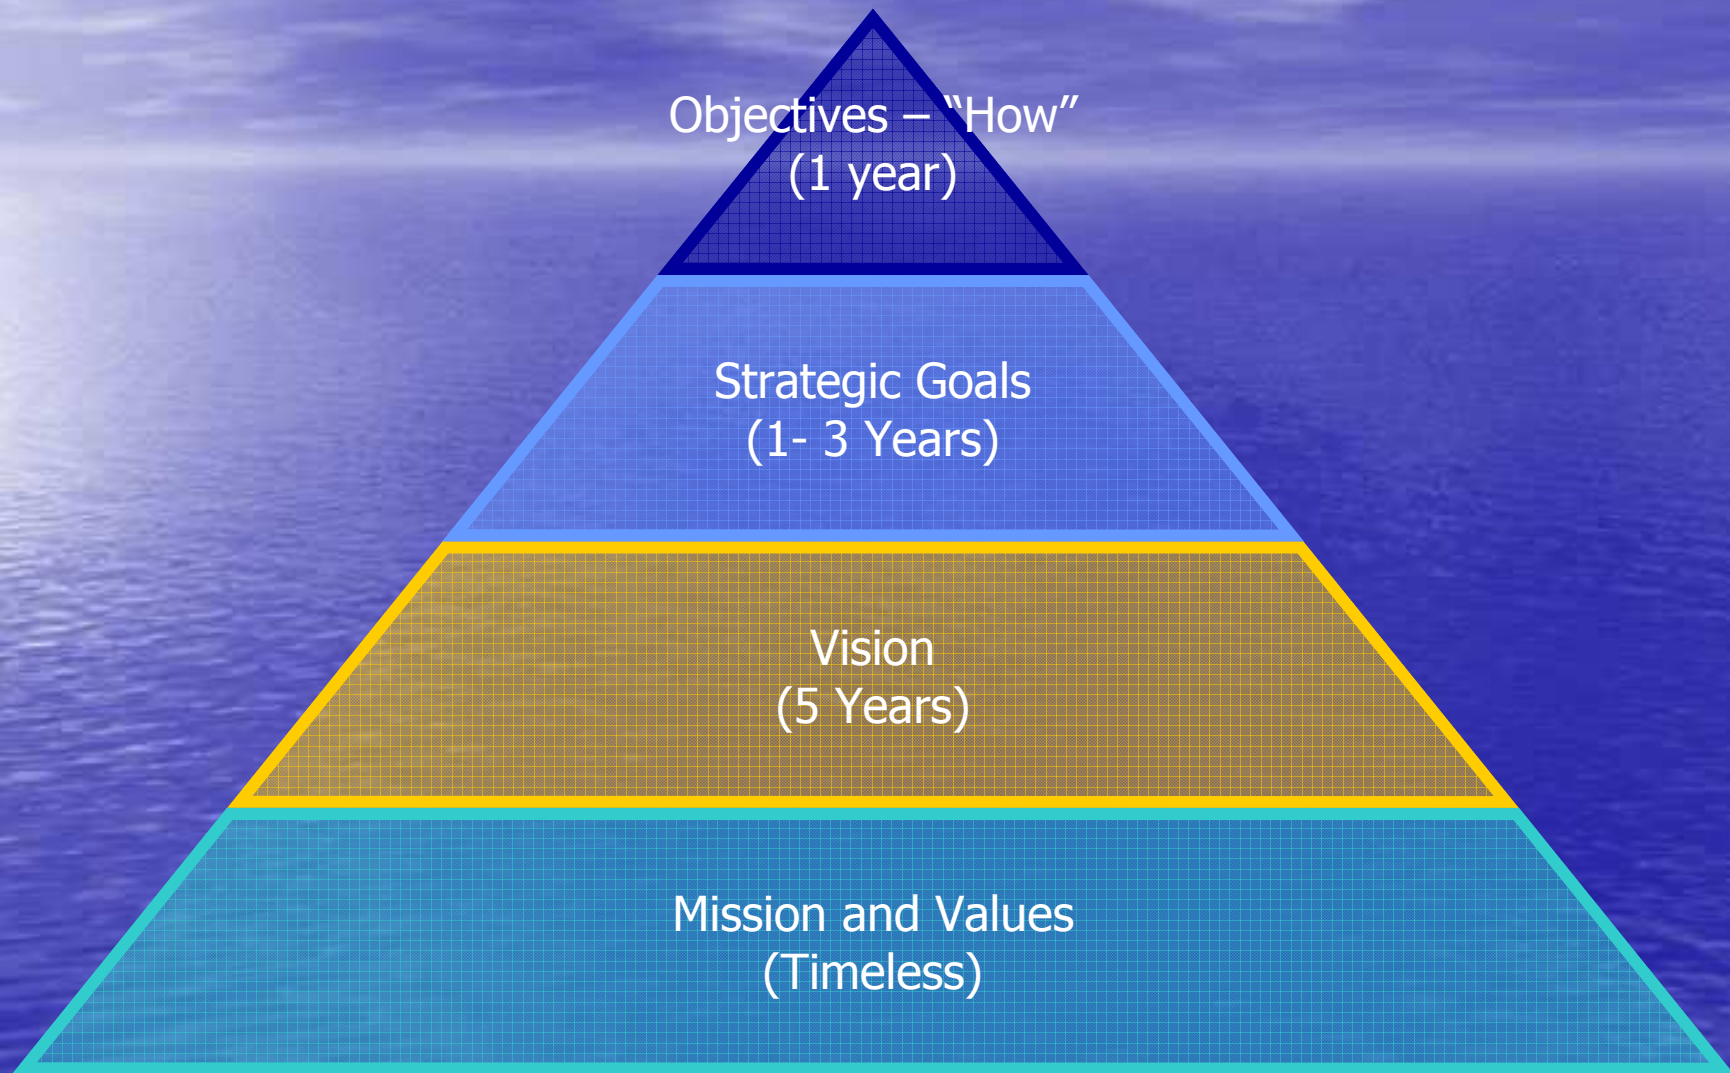 Objectives – “How”
(1 year)
Strategic Goals
(1- 3 Years)
Vision
(5 Years)
Mission and Values
(Timeless)